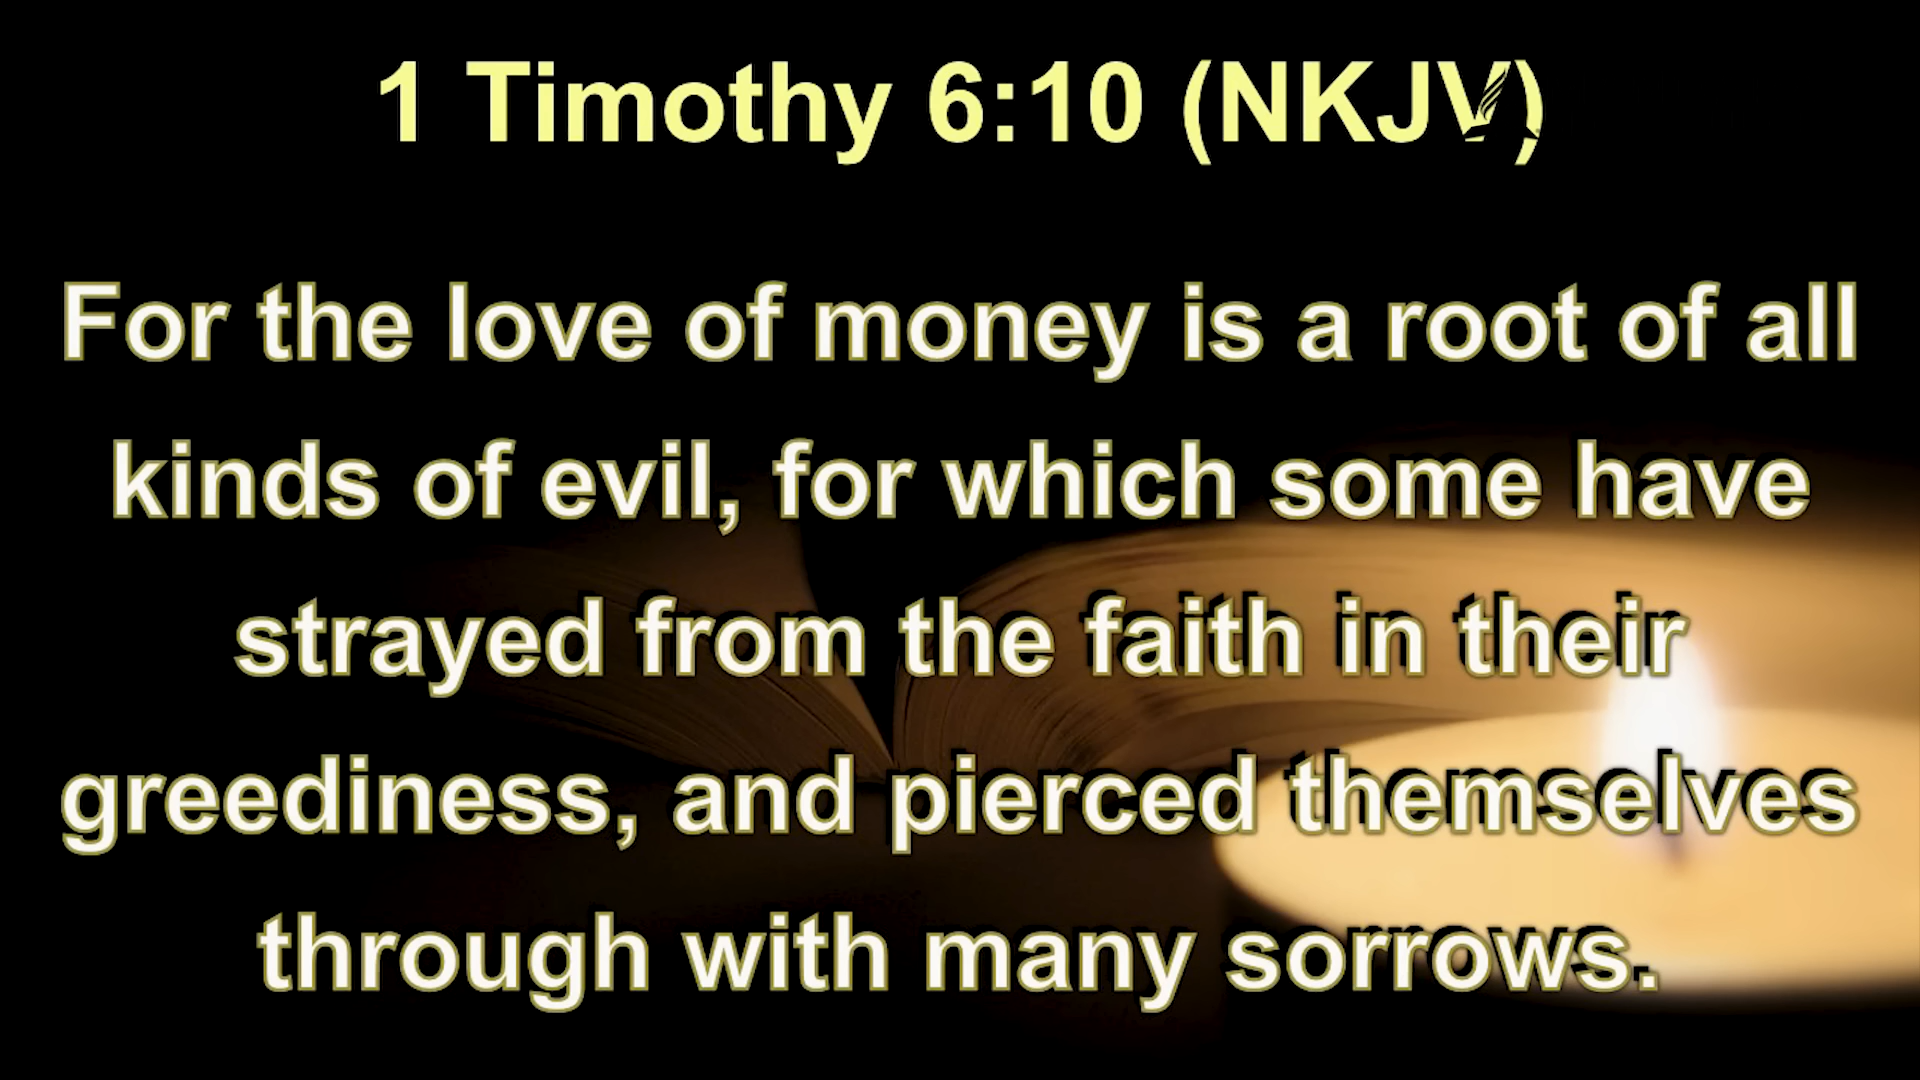 1 Timothy 6:10 (NKJV)
For the love of money is a root of all
kinds of evil, for which some have
strayed from the faith in their
greediness, and pierced themselves
through with many sorrows.